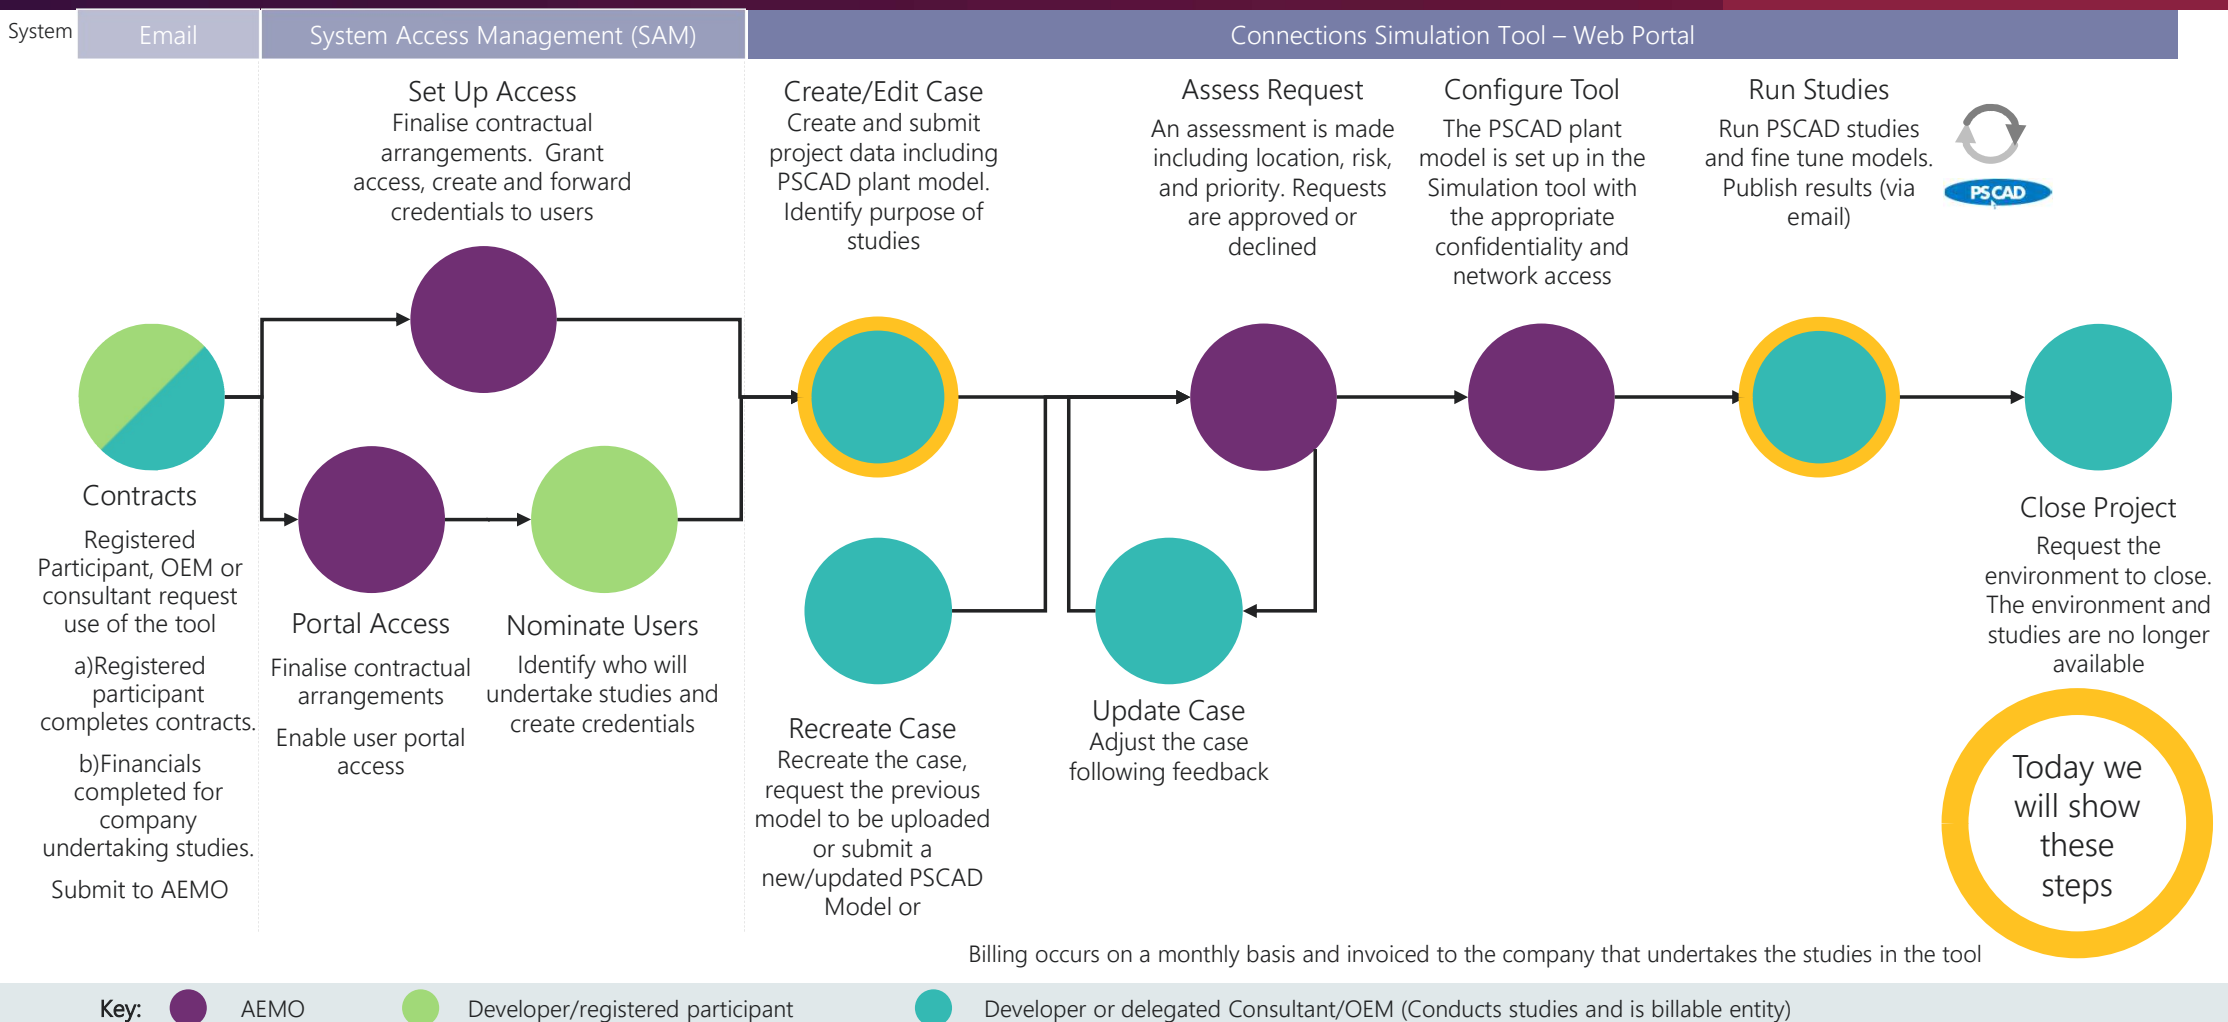 System
Email
System Access Management (SAM)
Connections Simulation Tool – Web Portal
Set Up Access
Finalise contractual
arrangements. Grant
access, create and forward
credentials to users
Create/Edit Case
Create and submit
project data including
PSCAD plant model.
Identify purpose of
studies
Assess Request
An assessment is made
including location, risk,
and priority. Requests
are approved or
declined
Configure Tool
The PSCAD plant
model is set up in the
Simulation tool with
the appropriate
confidentiality and
network access
Run Studies
Run PSCAD studies
and fine tune models.
Publish results (via
email)
PSCAD
Contracts
Registered
Participant, OEM or
consultant request
use of the tool
a)Registered
participant
completes contracts.
b)Financials
completed for
company
undertaking studies.
Submit to AEMO
Portal Access
Finalise contractual
arrangements
Enable user portal
access
Nominate Users
Identify who will
undertake studies and
create credentials
Recreate Case
Recreate the case,
request the previous
model to be uploaded
or submit a
new/updated PSCAD
Model or
Update Case
Adjust the case
following feedback
Close Project
Request the
environment to close.
The environment and
studies are no longer
available
Today we
will show
these
steps
Billing occurs on a monthly basis and invoiced to the company that undertakes the studies in the tool
Key:
AEMO
Developer/registered participant
Developer or delegated Consultant/OEM (Conducts studies and is billable entity)